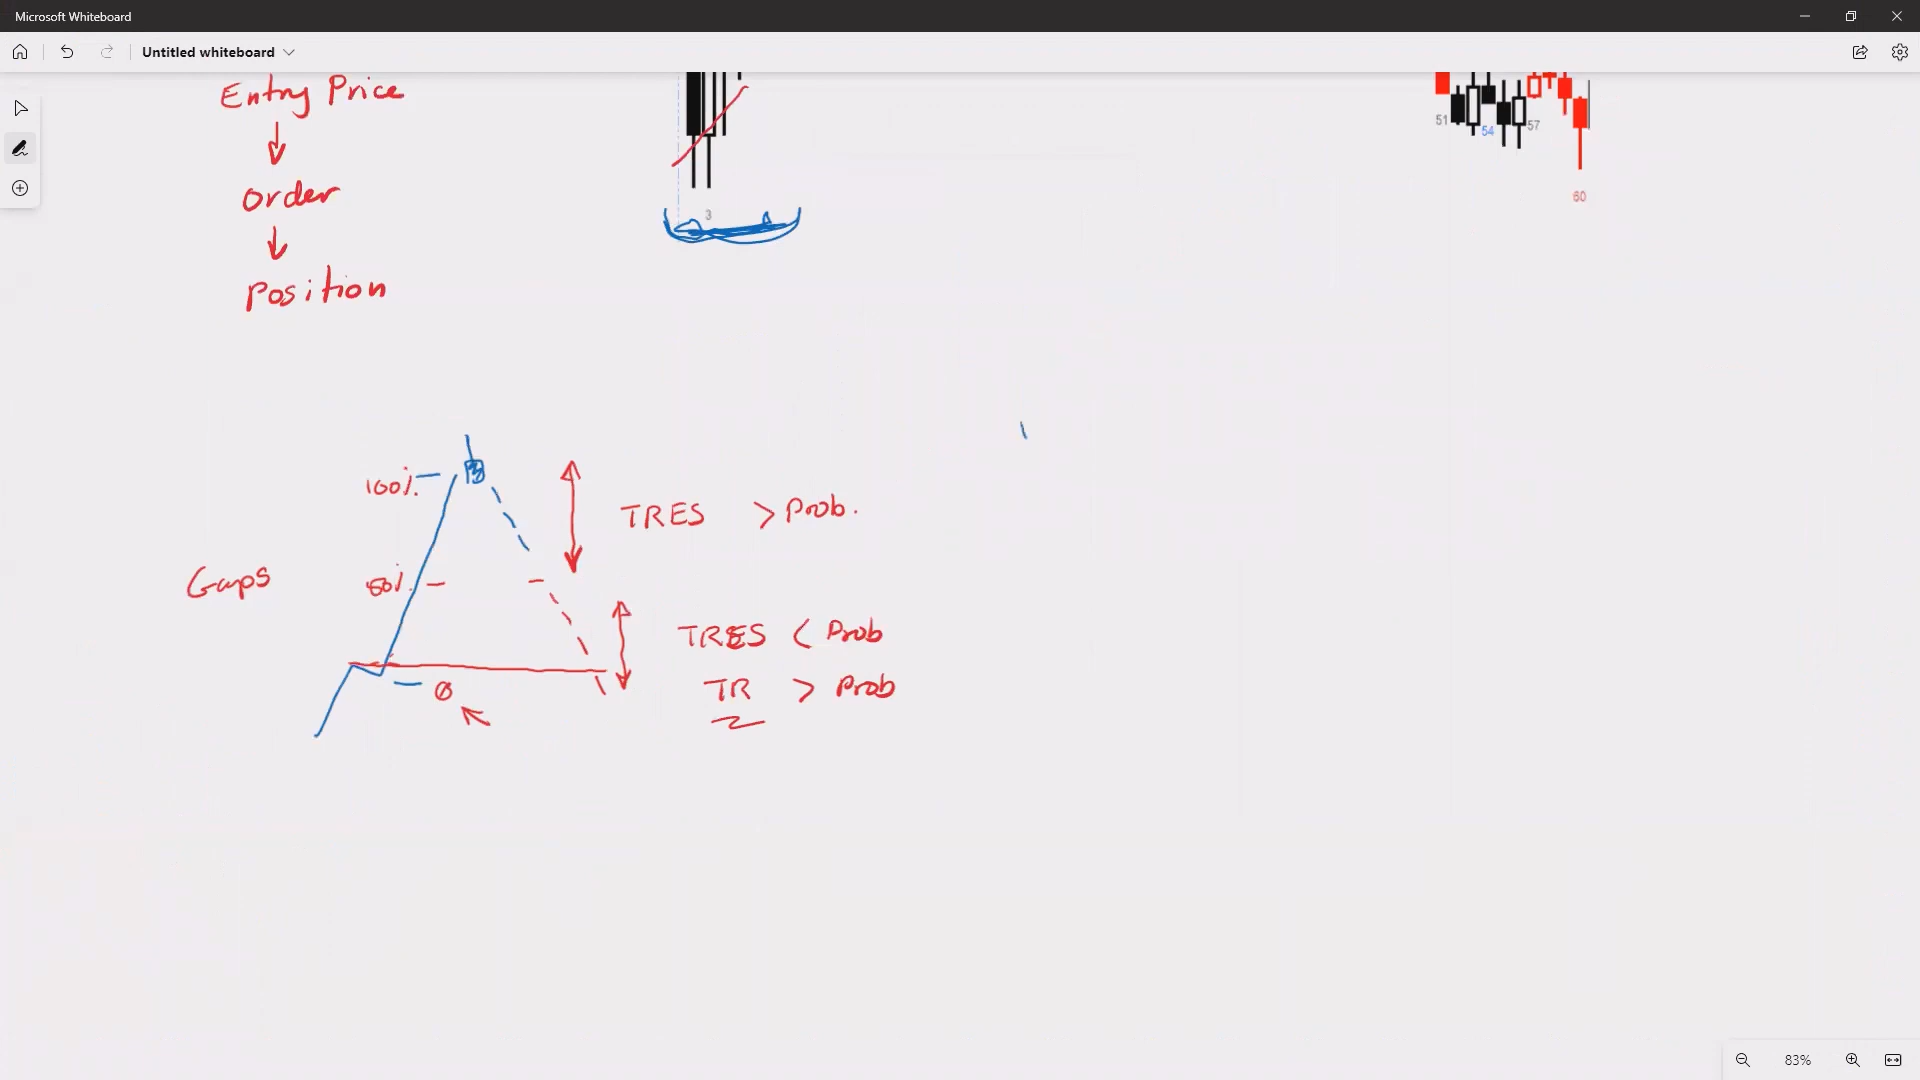 Microsoft Whiteboard
Untitled whiteboard
Entry Price
Order
Position
3
51
54
57
60
100%
B
TRES > Prob.
Gaps
50%
TRES < Prob
0
TR > Prob
83%